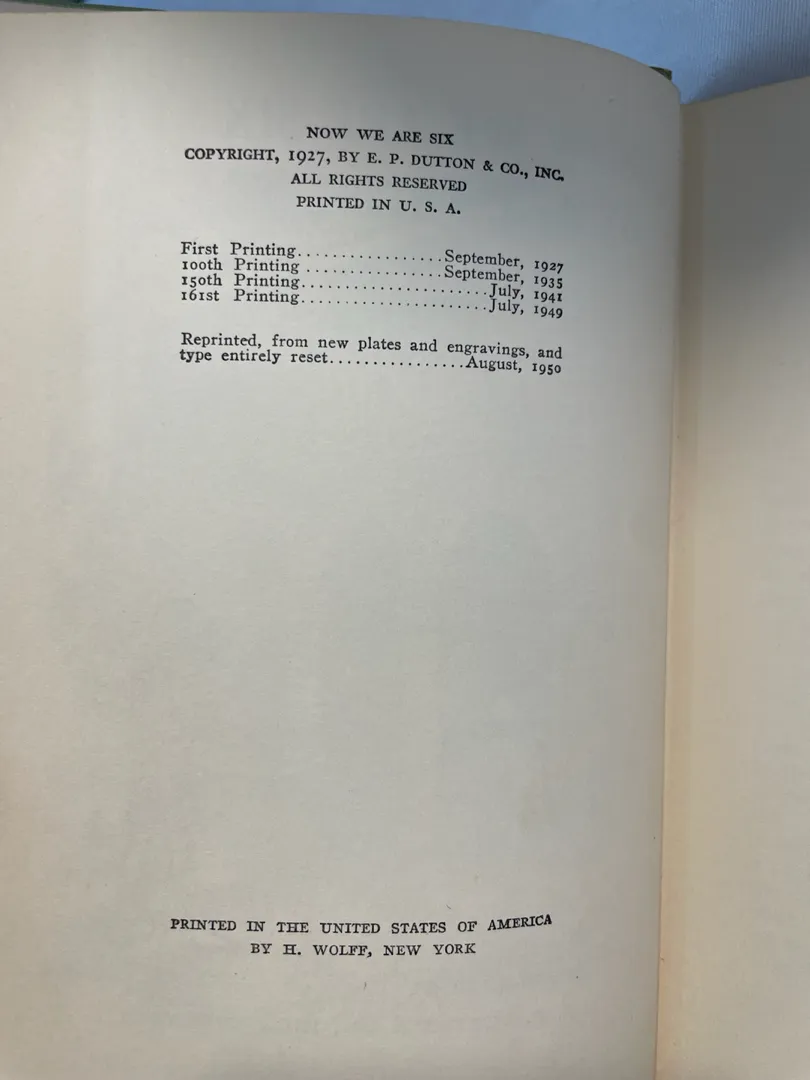 NOW WE ARE SIX
COPYRIGHT, 1927, BY E. P. DUTTON & CO., INC.
ALL RIGHTS RESERVED
PRINTED IN U. S. A.
First Printing.................September, 1927
100th Printing .................September, 1935
150th Printing.......................July, 1941
161st Printing.......................July, 1949
Reprinted, from new plates and engravings, and
type entirely reset................August, 1950
PRINTED IN THE UNITED STATES OF AMERICA
BY H. WOLFF, NEW YORK